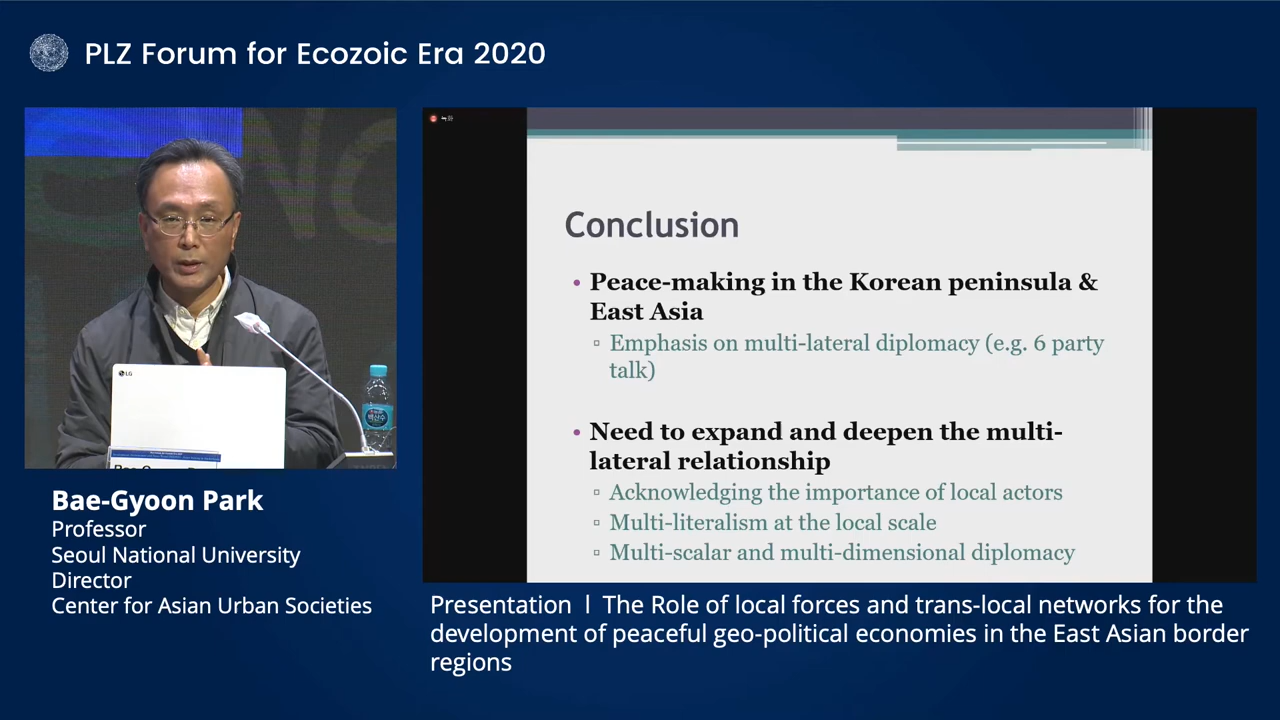 PLZ Forum for Ecozoic Era 2020
LG
Bae-Gyoon Park
Professor
Seoul National University
Director
Center for Asian Urban Societies
녹화
Conclusion
• Peace-making in the Korean peninsula &
East Asia
▫ Emphasis on multi-lateral diplomacy (e.g. 6 party
talk)
• Need to expand and deepen the multi-
lateral relationship
▫ Acknowledging the importance of local actors
▫ Multi-literalism at the local scale
▫ Multi-scalar and multi-dimensional diplomacy
Presentation l The Role of local forces and trans-local networks for the
development of peaceful geo-political economies in the East Asian border
regions